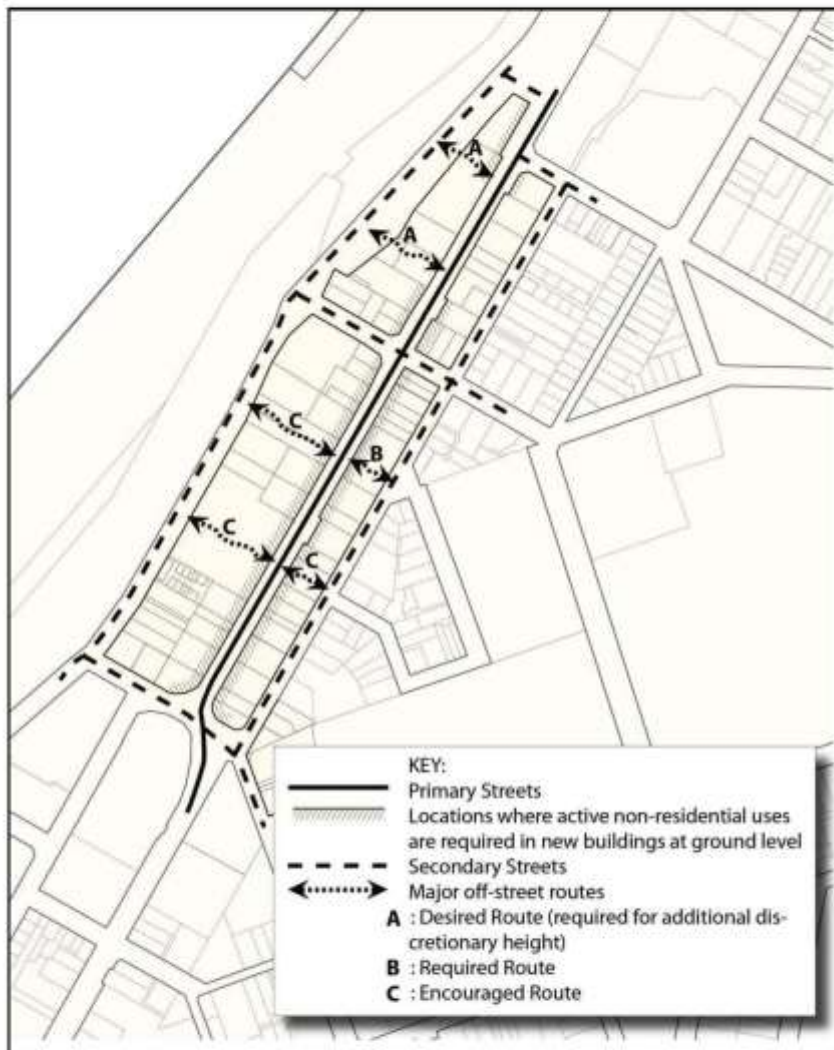 A
A
C
B
C
C
KEY:
Primary Streets
Locations where active non-residential uses
are required in new buildings at ground level
Secondary Streets
Major off-street routes
A : Desired Route (required for additional dis-
cretionary height)
B : Required Route
C : Encouraged Route